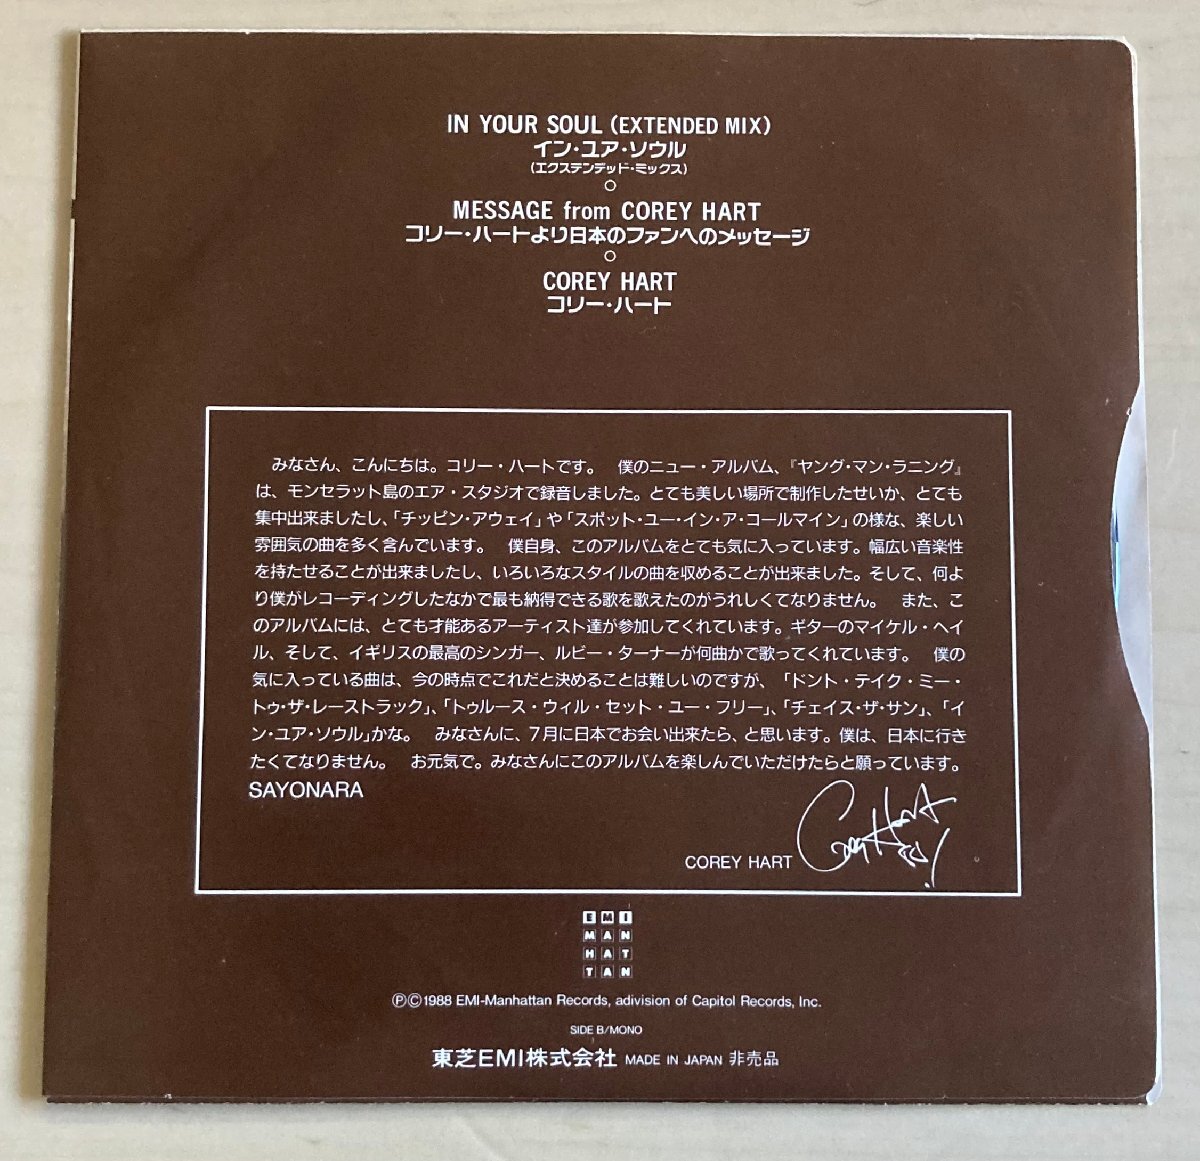 IN YOUR SOUL (EXTENDED MIX)
イン・ユア・ソウル
(エクステンデッド・ミックス)
MESSAGE from COREY HART
コリー・ハートより日本のファンへのメッセージ
COREY HART
コリー・ハート
みなさん、こんにちは。コリー・ハートです。 僕のニュー・アルバム、『ヤング・マン・ラニング』
は、モンセラット島のエア・スタジオで録音しました。とても美しい場所で制作したせいか、とても
集中出来ましたし、「チッピン・アウェイ」や「スポット・ユー・イン・ア・コールマイン」の様な、楽しい
雰囲気の曲を多く含んでいます。 僕自身、このアルバムをとても気に入っています。幅広い音楽性
を持たせることが出来ましたし、いろいろなスタイルの曲を収めることが出来ました。そして、何よ
り僕がレコーディングしたなかで最も納得できる歌を歌えたのがうれしくてなりません。 また、こ
のアルバムには、とても才能あるアーティスト達が参加してくれています。ギターのマイケル・ヘイ
ル、そして、イギリスの最高のシンガー、ルビー・ターナーが何曲かで歌ってくれています。 僕の
気に入っている曲は、今の時点でこれだと決めることは難しいのですが、「ドント・テイク・ミー・
トゥ・ザ・レーストラック」、「トゥルース・ウィル・セット・ユー・フリー」、「チェイス・ザ・サン」、「イ
ン・ユア・ソウル」かな。 みなさんに、7月に日本でお会い出来たら、と思います。僕は、日本に行き
たくてなりません。 お元気で。みなさんにこのアルバムを楽しんでいただけたらと願っています。
SAYONARA
COREY HART Corey Hart
EMI
MAN
HAT
TAN
ⓅⒸ1988 EMI-Manhattan Records, adivision of Capitol Records, Inc.
SIDE B/MONO
東芝EMI株式会社 MADE IN JAPAN 非売品